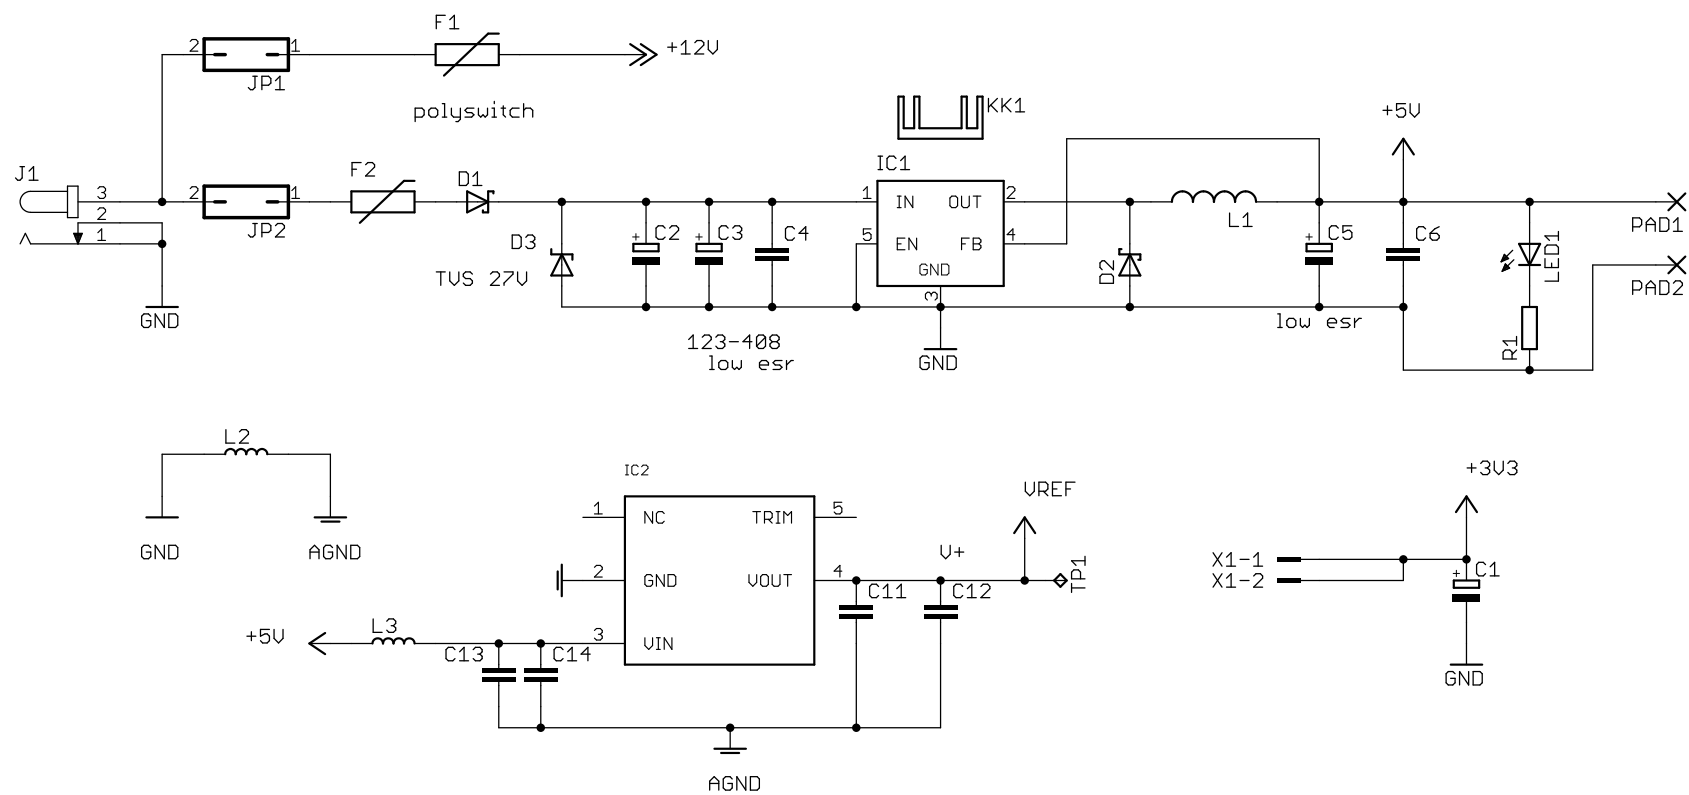 F1
2 1 +12V
JP1
polyswitch
KK1
+5V
J1
F2
D1
IC1
3 2 1 1 IN OUT 2
2
JP2
L1
PAD1
1
D3
C2
C3
C4
5 EN FB 4
C5
C6
LED1
TVS 27V
GND
D2
PAD2
3
GND
123-408
low esr
GND
low esr
R1
L2
GND
AGND
IC2
1 NC TRIM 5
VREF
2 GND VOUT 4
V+
TP1
C11
C12
+5V
L3
3 VIN
C13
C14
AGND
+3V3
X1-1
X1-2
C1
GND
+
+
+
+